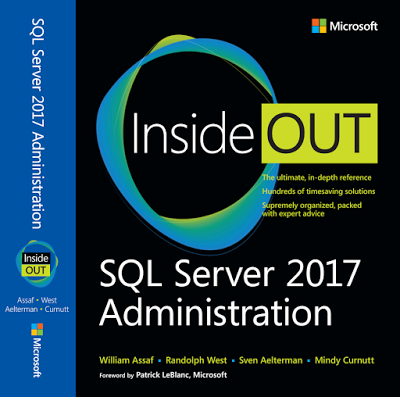 SQL Server 2017 Administration
Inside
OUT
Assaf • West
Aelterman • Curnutt
Microsoft
Microsoft
Inside OUT
The ultimate, in-depth reference
Hundreds of timesaving solutions
Supremely organized, packed
with expert advice
SQL Server 2017
Administration
William Assaf • Randolph West • Sven Aelterman • Mindy Curnutt
Foreword by Patrick LeBlanc, Microsoft